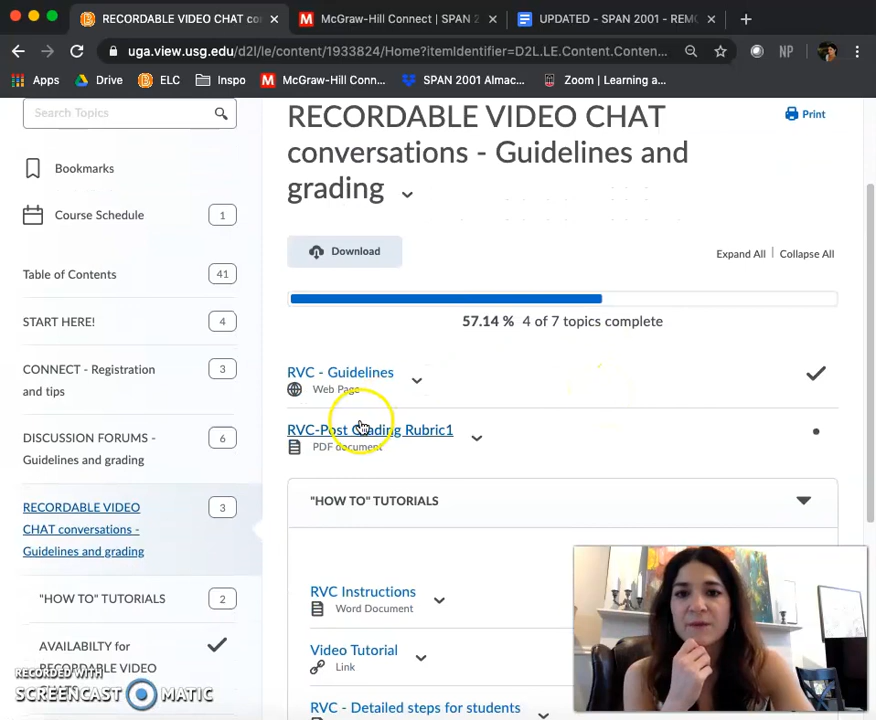 RECORDABLE VIDEO CHAT co
McGraw-Hill Connect | SPAN 2
UPDATED - SPAN 2001 - REMO
uga.view.usg.edu/d2l/le/content/1933824/Home?itemIdentifier=D2L.LE.Content.Conten...
NP
Apps
Drive
ELC
Inspo
McGraw-Hill Conn...
SPAN 2001 Almac...
Zoom | Learning a...
Search Topics
Bookmarks
Course Schedule
1
Table of Contents
41
START HERE!
4
CONNECT - Registration
and tips
3
DISCUSSION FORUMS -
Guidelines and grading
6
RECORDABLE VIDEO
CHAT conversations -
Guidelines and grading
3
"HOW TO" TUTORIALS
2
AVAILABILTY for
RECORDABLE VIDEO
RECORDED WITH
SCREENCAST MATIC
RECORDABLE VIDEO CHAT
conversations - Guidelines and
grading
Print
Download
Expand All
Collapse All
57.14 % 4 of 7 topics complete
RVC - Guidelines
Web Page
RVC-Post Grading Rubric1
PDF document
"HOW TO" TUTORIALS
RVC Instructions
Word Document
Video Tutorial
Link
RVC - Detailed steps for students